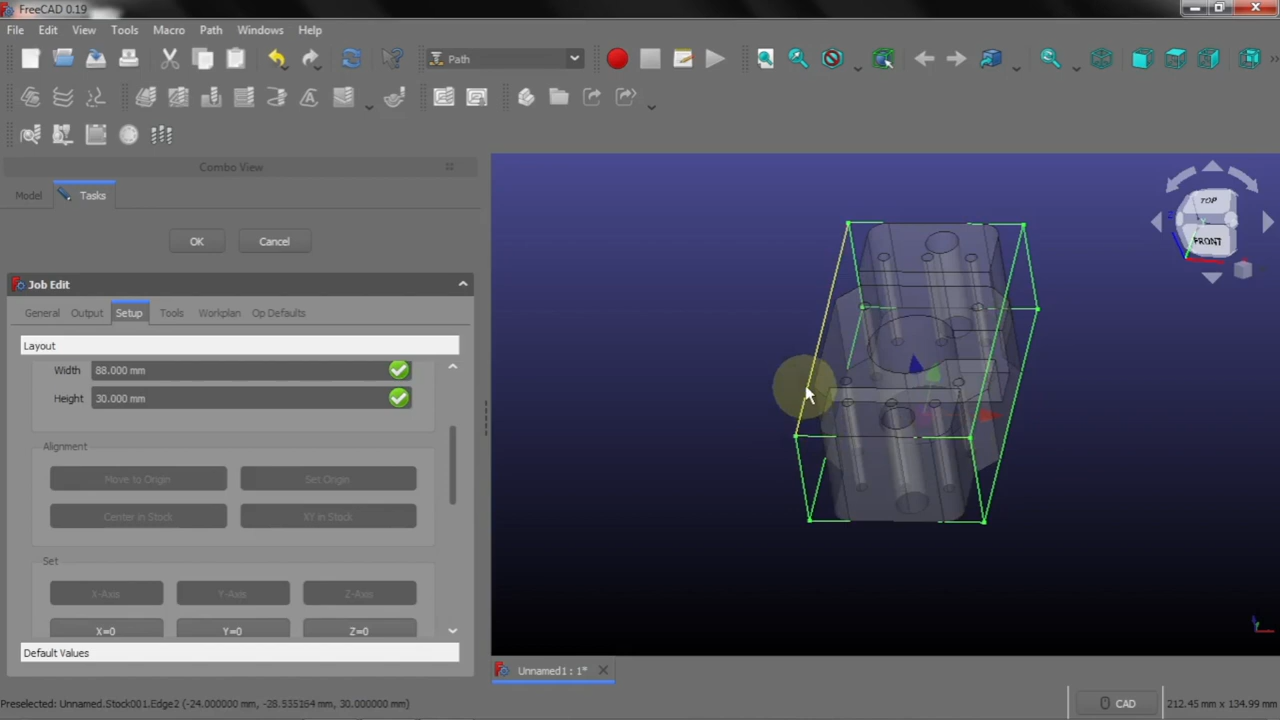 FreeCAD 0.19
File Edit View Tools Macro Path Windows Help
Path
Combo View
Model Tasks
OK Cancel
Job Edit
General Output Setup Tools Workplan Op Defaults
Layout
Width 88.000 mm
Height 30.000 mm
Alignment
Move to Origin Set Origin
Center in Stock XY in Stock
Set
X-Axis Y-Axis Z-Axis
X=0 Y=0 Z=0
Default Values
TOP
FRONT
Z
Unnamed1 : 1*
Preselected: Unnamed.Stock001.Edge2 (-24.000000 mm, -28.535164 mm, 30.000000 mm)
CAD
212.45 mm x 134.99 mm